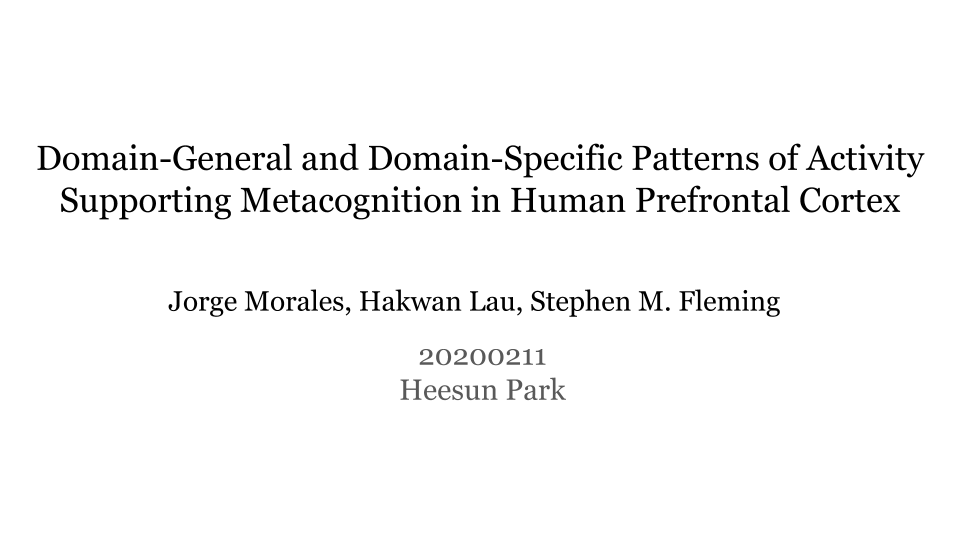 Domain-General and Domain-Specific Patterns of Activity
Supporting Metacognition in Human Prefrontal Cortex
Jorge Morales, Hakwan Lau, Stephen M. Fleming
20200211
Heesun Park